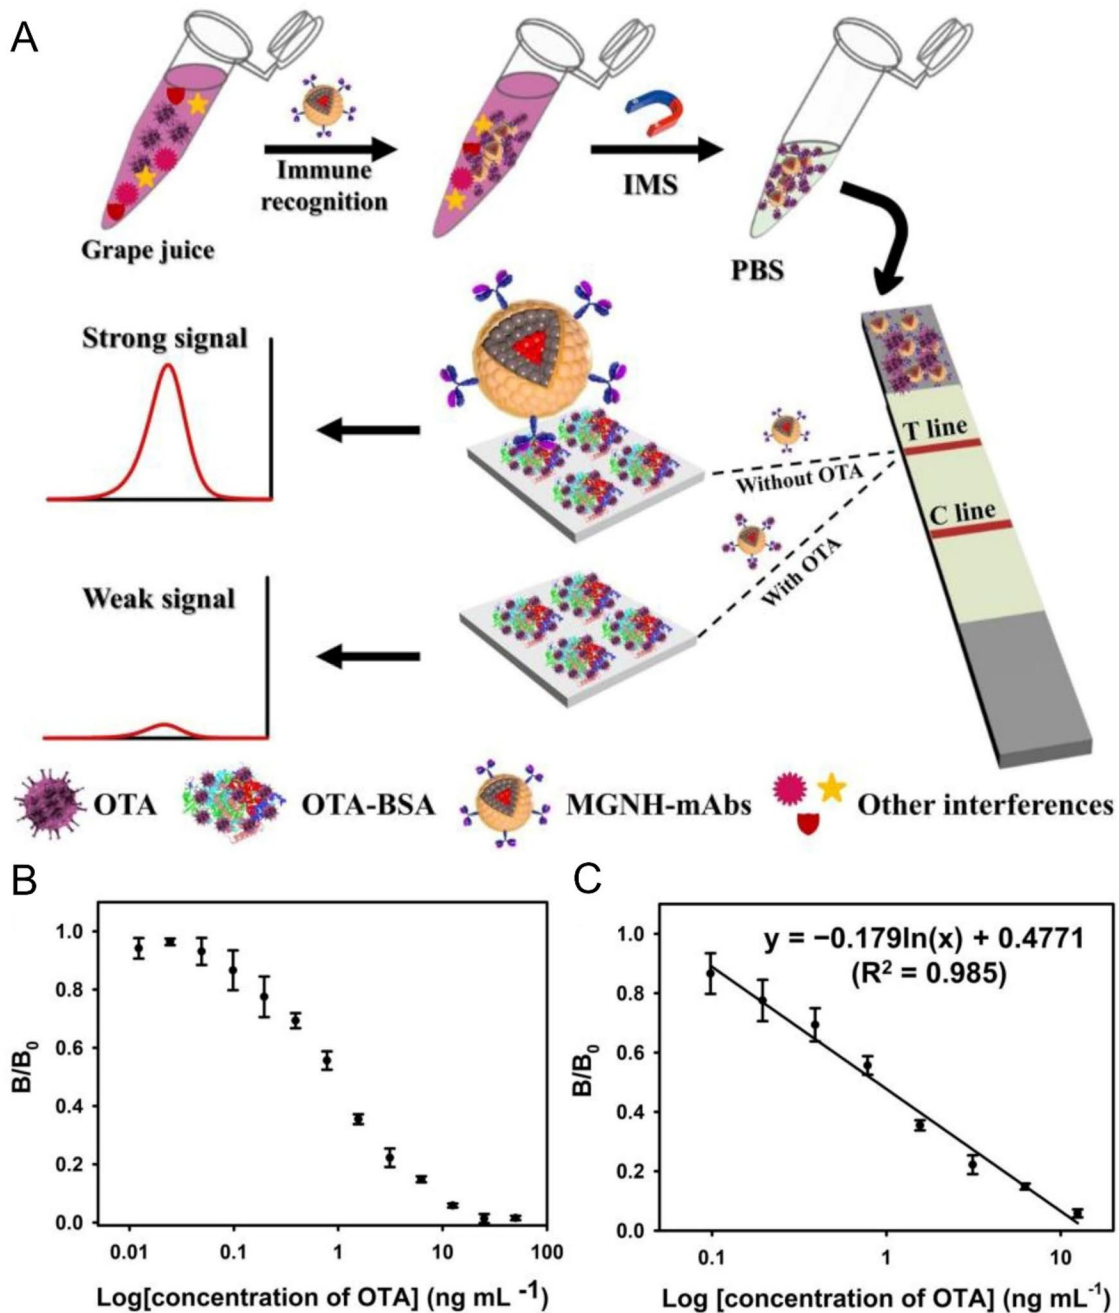 A
Immune
recognition
IMS
Grape juice
PBS
Strong signal
T line
Without OTA
C line
With OTA
Weak signal
OTA
OTA-BSA
MGNH-mAbs
Other interferences
B
C
1.0
0.8
0.6
0.4
0.2
0.0
B/B₀
0.01
0.1
1
10
100
Log[concentration of OTA] (ng mL ⁻¹)
y = −0.179ln(x) + 0.4771
(R² = 0.985)
1.0
0.8
0.6
0.4
0.2
0.0
B/B₀
0.1
1
10
Log [concentration of OTA] (ng mL⁻¹)